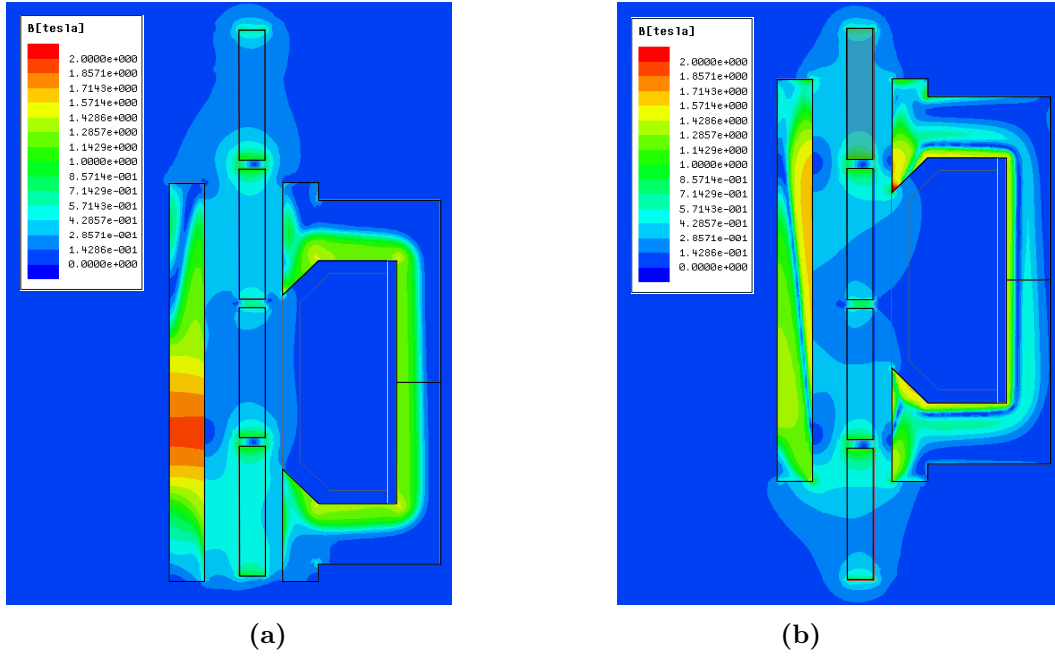 B[tesla]
2.0000e+000
1.8571e+000
1.7143e+000
1.5714e+000
1.4286e+000
1.2857e+000
1.1429e+000
1.0000e+000
8.5714e-001
7.1429e-001
5.7143e-001
4.2857e-001
2.8571e-001
1.4286e-001
0.0000e+000
(a)
B[tesla]
2.0000e+000
1.8571e+000
1.7143e+000
1.5714e+000
1.4286e+000
1.2857e+000
1.1429e+000
1.0000e+000
8.5714e-001
7.1429e-001
5.7143e-001
4.2857e-001
2.8571e-001
1.4286e-001
0.0000e+000
(b)